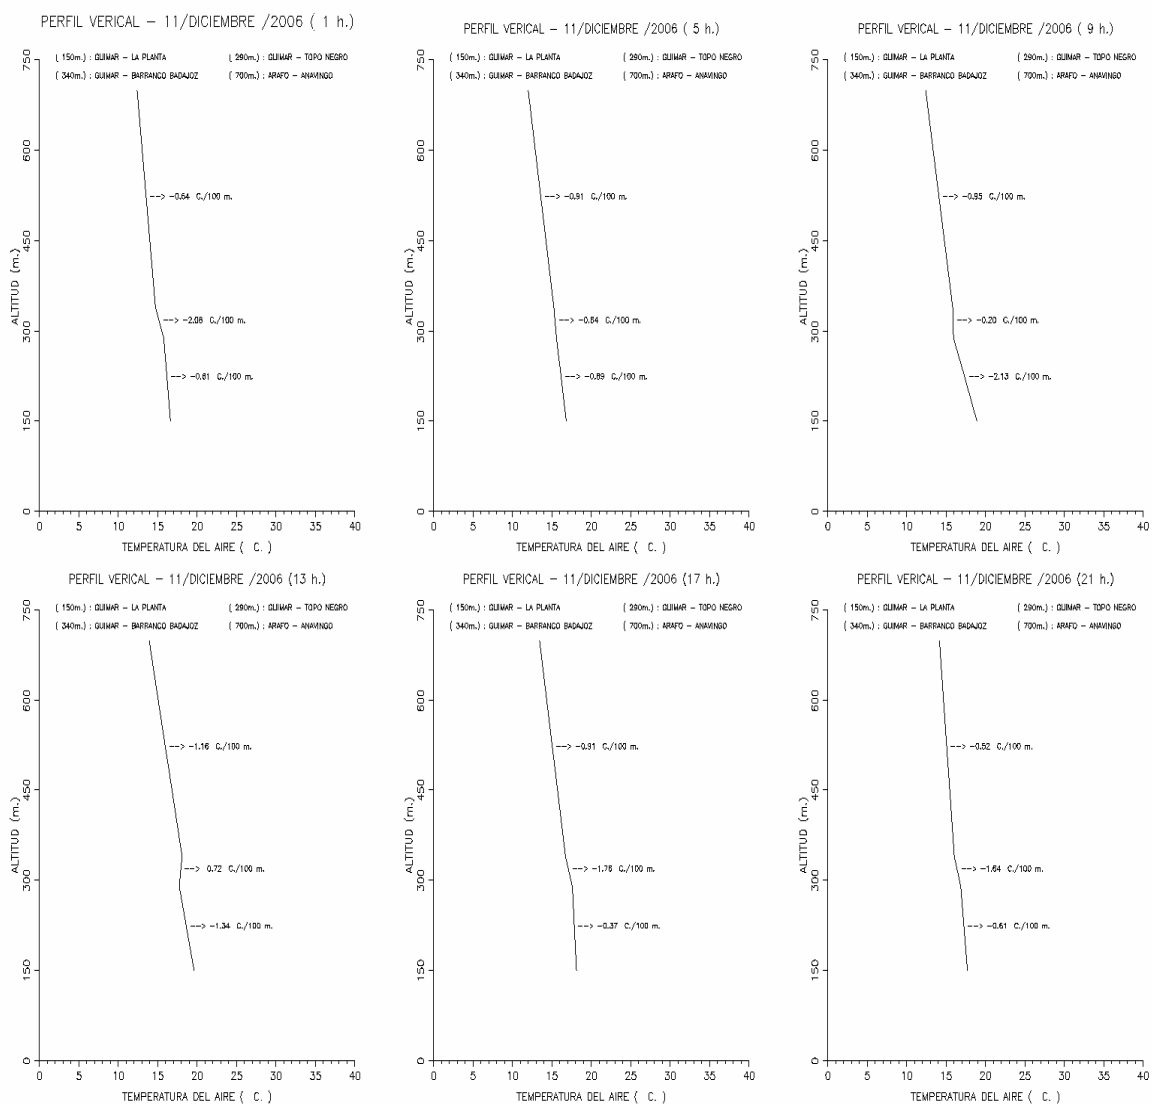 PERFIL VERICAL – 11/DICIEMBRE /2006 ( 1 h.)
( 150m.) : GUIMAR – LA PLANTA ( 290m.) : GUIMAR – TOPO NEGRO
( 340m.) : GUIMAR – BARRANCO BADAJOZ ( 700m.) : ARAFO – ANAVINGO
750
600
450
300
150
0
ALTITUD (m.)
--> -0.64 C./100 m.
--> -2.08 C./100 m.
--> -0.61 C./100 m.
0 5 10 15 20 25 30 35 40
TEMPERATURA DEL AIRE ( C. )
PERFIL VERICAL – 11/DICIEMBRE /2006 ( 5 h.)
( 150m.) : GUIMAR – LA PLANTA ( 290m.) : GUIMAR – TOPO NEGRO
( 340m.) : GUIMAR – BARRANCO BADAJOZ ( 700m.) : ARAFO – ANAVINGO
750
600
450
300
150
0
ALTITUD (m.)
--> -0.91 C./100 m.
--> -0.84 C./100 m.
--> -0.89 C./100 m.
0 5 10 15 20 25 30 35 40
TEMPERATURA DEL AIRE ( C. )
PERFIL VERICAL – 11/DICIEMBRE /2006 ( 9 h.)
( 150m.) : GUIMAR – LA PLANTA ( 290m.) : GUIMAR – TOPO NEGRO
( 340m.) : GUIMAR – BARRANCO BADAJOZ ( 700m.) : ARAFO – ANAVINGO
750
600
450
300
150
0
ALTITUD (m.)
--> -0.95 C./100 m.
--> -0.20 C./100 m.
--> -2.13 C./100 m.
0 5 10 15 20 25 30 35 40
TEMPERATURA DEL AIRE ( C. )
PERFIL VERICAL – 11/DICIEMBRE /2006 (13 h.)
( 150m.) : GUIMAR – LA PLANTA ( 290m.) : GUIMAR – TOPO NEGRO
( 340m.) : GUIMAR – BARRANCO BADAJOZ ( 700m.) : ARAFO – ANAVINGO
750
600
450
300
150
0
ALTITUD (m.)
--> -1.16 C./100 m.
--> 0.72 C./100 m.
--> -1.34 C./100 m.
0 5 10 15 20 25 30 35 40
TEMPERATURA DEL AIRE ( C. )
PERFIL VERICAL – 11/DICIEMBRE /2006 (17 h.)
( 150m.) : GUIMAR – LA PLANTA ( 290m.) : GUIMAR – TOPO NEGRO
( 340m.) : GUIMAR – BARRANCO BADAJOZ ( 700m.) : ARAFO – ANAVINGO
750
600
450
300
150
0
ALTITUD (m.)
--> -0.91 C./100 m.
--> -1.76 C./100 m.
--> -0.37 C./100 m.
0 5 10 15 20 25 30 35 40
TEMPERATURA DEL AIRE ( C. )
PERFIL VERICAL – 11/DICIEMBRE /2006 (21 h.)
( 150m.) : GUIMAR – LA PLANTA ( 290m.) : GUIMAR – TOPO NEGRO
( 340m.) : GUIMAR – BARRANCO BADAJOZ ( 700m.) : ARAFO – ANAVINGO
750
600
450
300
150
0
ALTITUD (m.)
--> -0.52 C./100 m.
--> -1.64 C./100 m.
--> -0.61 C./100 m.
0 5 10 15 20 25 30 35 40
TEMPERATURA DEL AIRE ( C. )